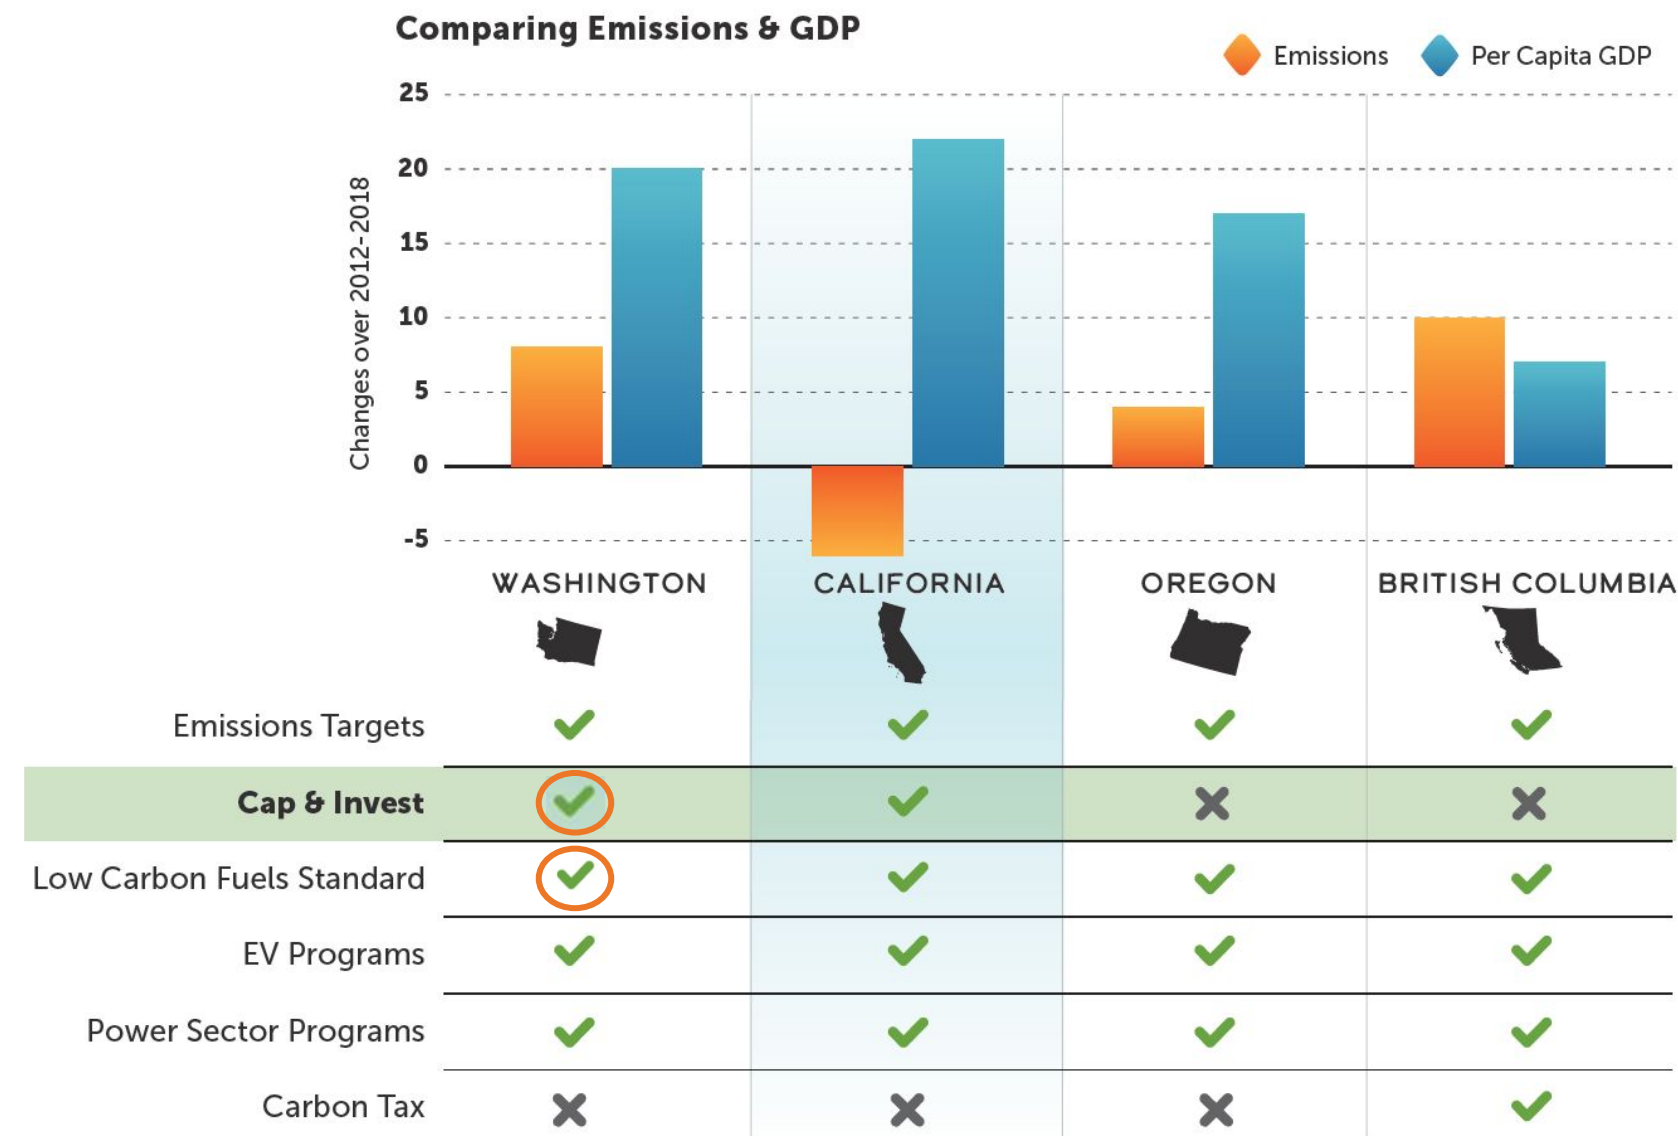 Comparing Emissions & GDP
Emissions
Per Capita GDP
Changes over 2012-2018
25
20
15
10
5
0
-5
WASHINGTON
CALIFORNIA
OREGON
BRITISH COLUMBIA
Emissions Targets
Cap & Invest
Low Carbon Fuels Standard
EV Programs
Power Sector Programs
Carbon Tax